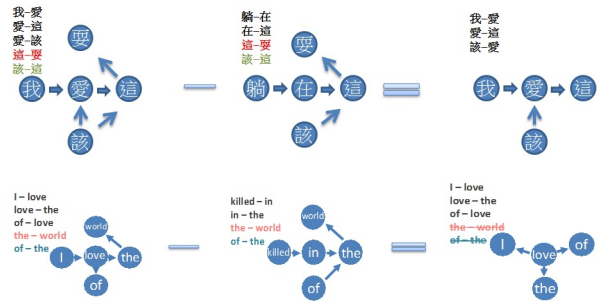 我–愛
愛–這
愛–該
這–耍
該–這
耍
我
愛
這
該
躺–在
在–這
這–耍
該–這
耍
我
在
這
該
我–愛
愛–這
該–愛
我
愛
這
該
I – love
love – the
of – love
the – world
of – the
world
I
love
the
of
killed – in
in – the
the – world
of – the
world
killed
in
the
of
I – love
love – the
of – love
the – world
of – the
I
love
of
the